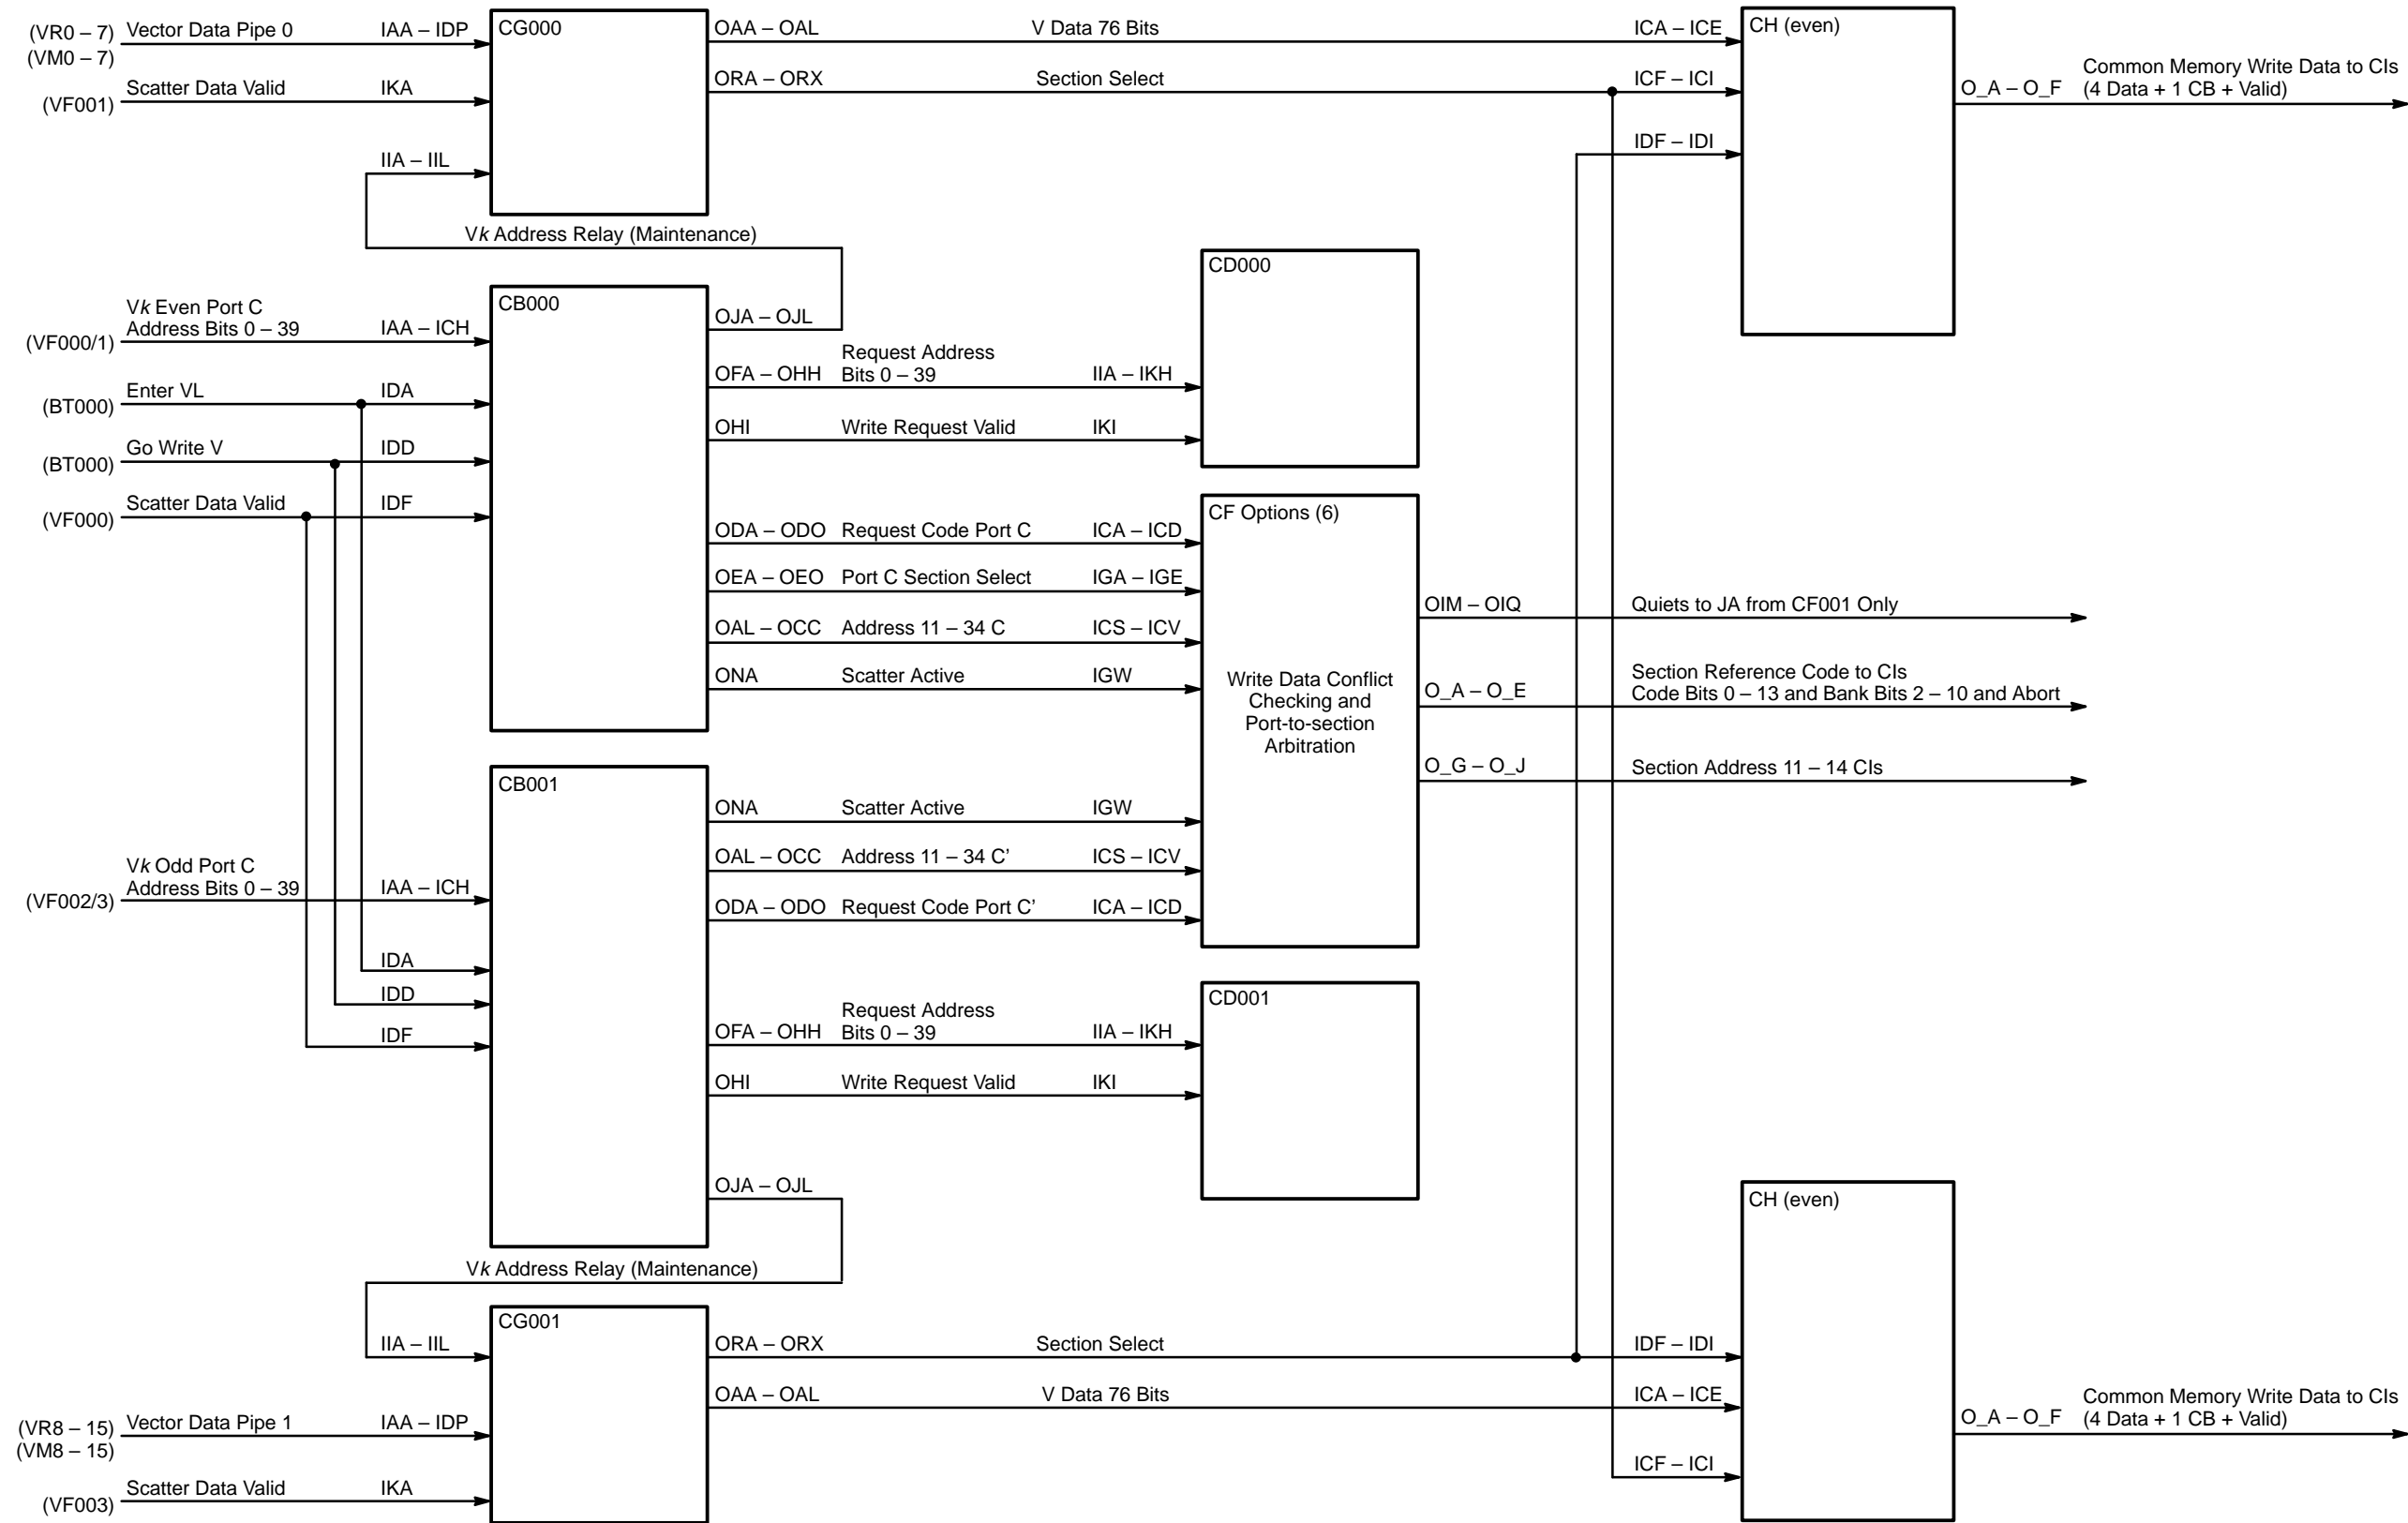 CG000
CH (even)
(VR0 – 7) Vector Data Pipe 0 IAA – IDP
(VM0 – 7)
OAA – OAL V Data 76 Bits ICA – ICE
ORA – ORX Section Select ICF – ICI
Common Memory Write Data to CIs
O_A – O_F (4 Data + 1 CB + Valid)
(VF001) Scatter Data Valid IKA
IDF – IDI
IIA – IIL
Vk Address Relay (Maintenance)
CD000
CB000
Vk Even Port C
Address Bits 0 – 39 IAA – ICH
(VF000/1)
OJA – OJL
Request Address
OFA – OHH Bits 0 – 39 IIA – IKH
(BT000) Enter VL IDA
OHI Write Request Valid IKI
(BT000) Go Write V IDD
(VF000) Scatter Data Valid IDF
CF Options (6)
ODA – ODO Request Code Port C ICA – ICD
OEA – OEO Port C Section Select IGA – IGE
OAL – OCC Address 11 – 34 C ICS – ICV
ONA Scatter Active IGW
Write Data Conflict
Checking and
Port-to-section
Arbitration
OIM – OIQ Quiets to JA from CF001 Only
Section Reference Code to CIs
O_A – O_E Code Bits 0 – 13 and Bank Bits 2 – 10 and Abort
O_G – O_J Section Address 11 – 14 CIs
CB001
ONA Scatter Active IGW
OAL – OCC Address 11 – 34 C’ ICS – ICV
ODA – ODO Request Code Port C’ ICA – ICD
Vk Odd Port C
Address Bits 0 – 39 IAA – ICH
(VF002/3)
IDA
IDD
IDF
CD001
Request Address
OFA – OHH Bits 0 – 39 IIA – IKH
OHI Write Request Valid IKI
OJA – OJL
CH (even)
Vk Address Relay (Maintenance)
CG001
IIA – IIL
ORA – ORX Section Select IDF – IDI
OAA – OAL V Data 76 Bits ICA – ICE
(VR8 – 15) Vector Data Pipe 1 IAA – IDP
(VM8 – 15)
Common Memory Write Data to CIs
O_A – O_F (4 Data + 1 CB + Valid)
ICF – ICI
(VF003) Scatter Data Valid IKA